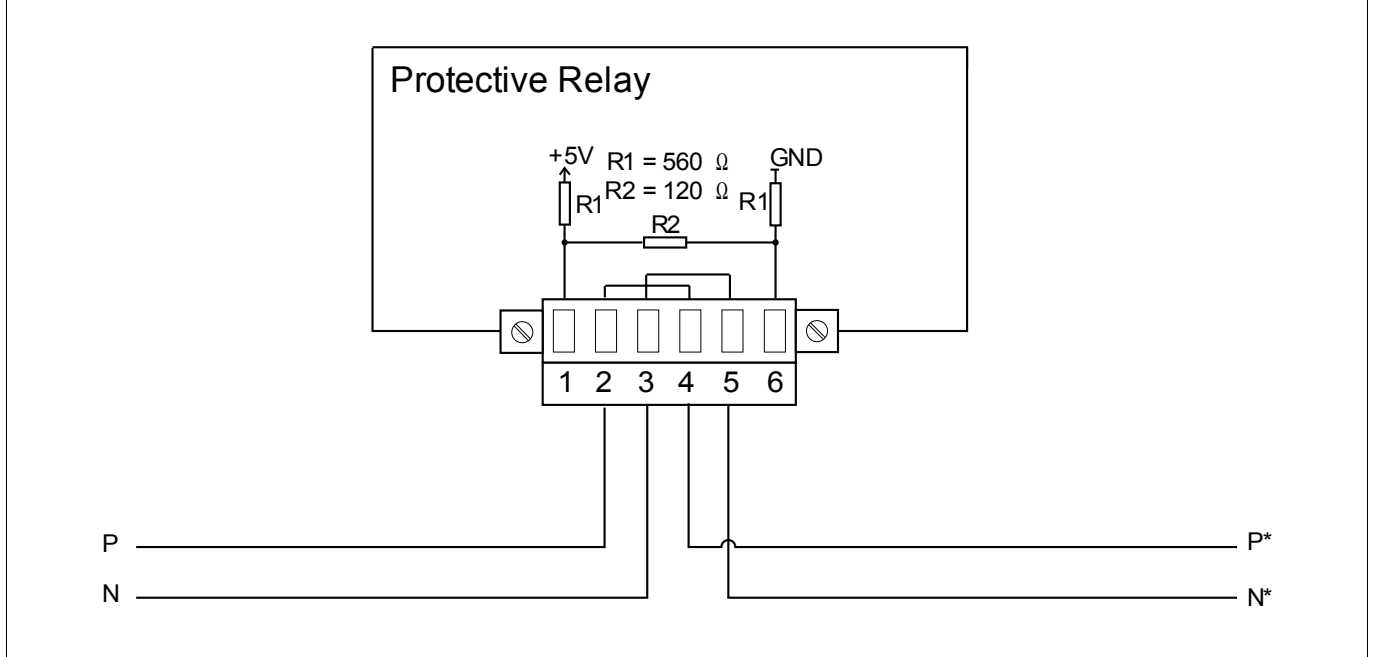 Protective Relay
+5V R1 = 560 Ω GND
R1 R2 = 120 Ω R1
R2
1 2 3 4 5 6
P P*
N N*